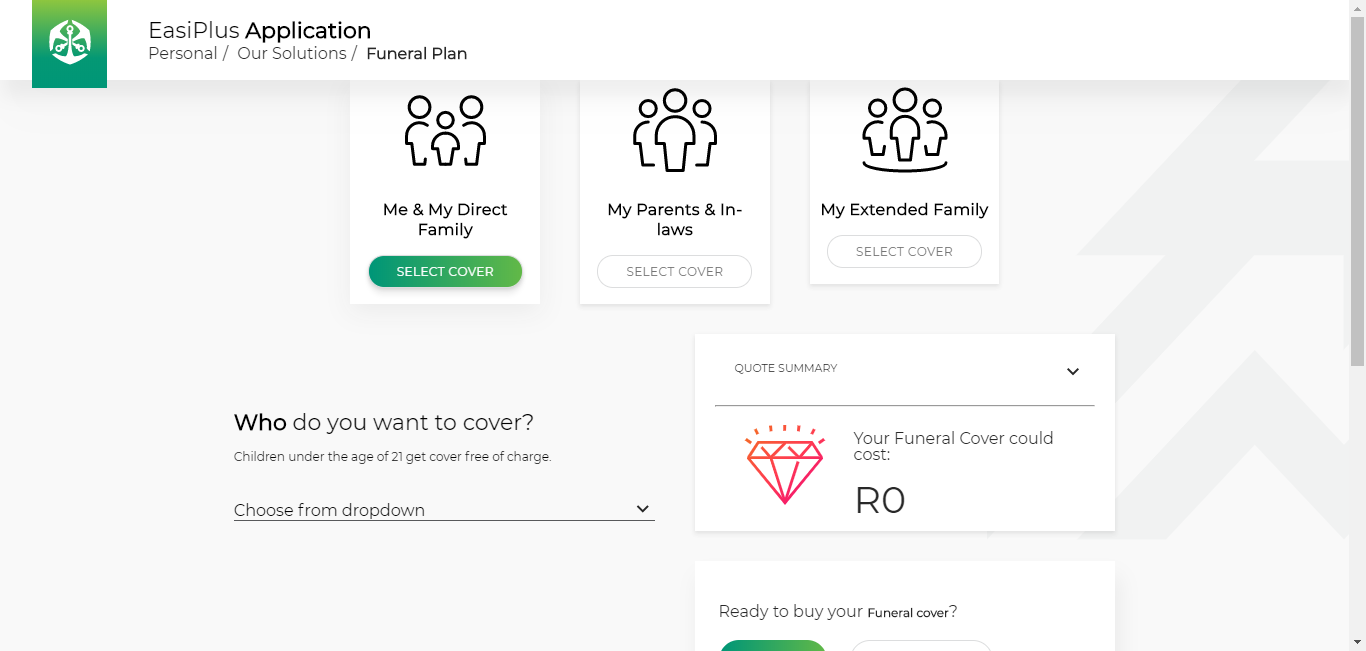 EasiPlus Application
Personal / Our Solutions / Funeral Plan
Me & My Direct
Family
SELECT COVER
My Parents & In-
laws
SELECT COVER
My Extended Family
SELECT COVER
Who do you want to cover?
Children under the age of 21 get cover free of charge.
Choose from dropdown
QUOTE SUMMARY
Your Funeral Cover could
cost:
R0
Ready to buy your Funeral cover?